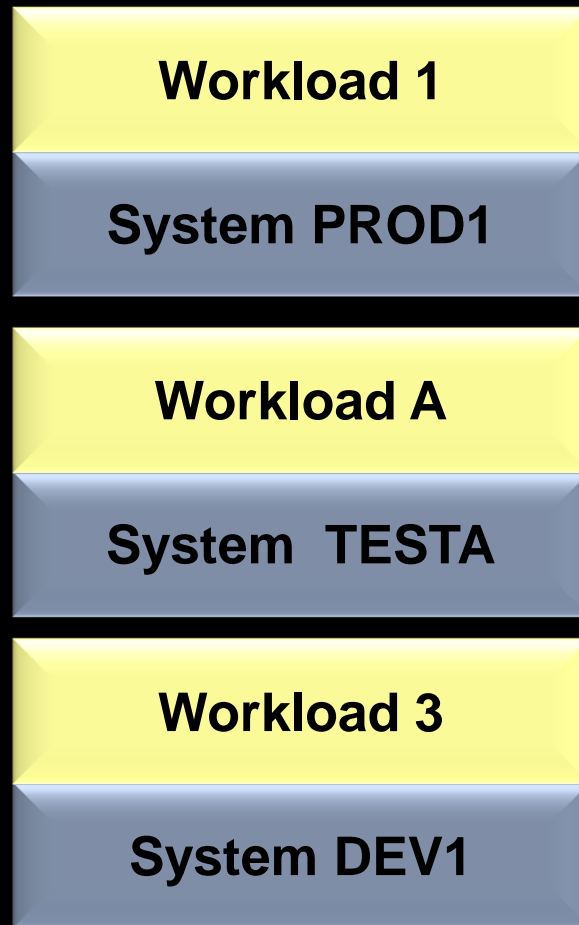 Workload 1
System PROD1
Workload A
System  TESTA
Workload 3
System DEV1